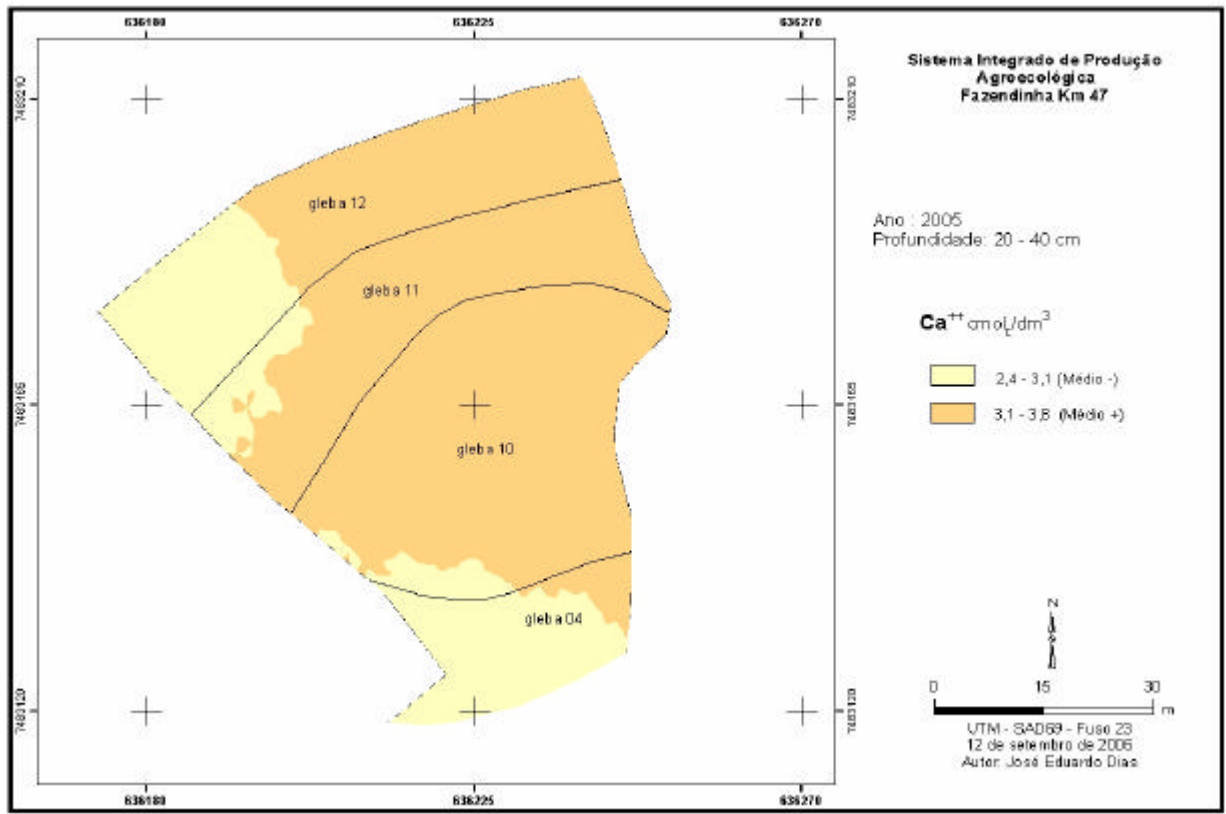 636180 636225 636270
7483210 7483210
Sistema Integrado de Produção
Agroecológica
Fazendinha Km 47
gleba 12
Ano : 2005
Profundidade: 20 - 40 cm
gleba 11
Ca++ cmolc/dm3
2,4 - 3,1 (Médio -)
7483165 7483165
3,1 - 3,8 (Médio +)
gleba 10
gleba 04
N
0 15 30
m
7483120 7483120
UTM - SAD69 - Fuso 23
12 de setembro de 2006
Autor: José Eduardo Dias
636180 636225 636270